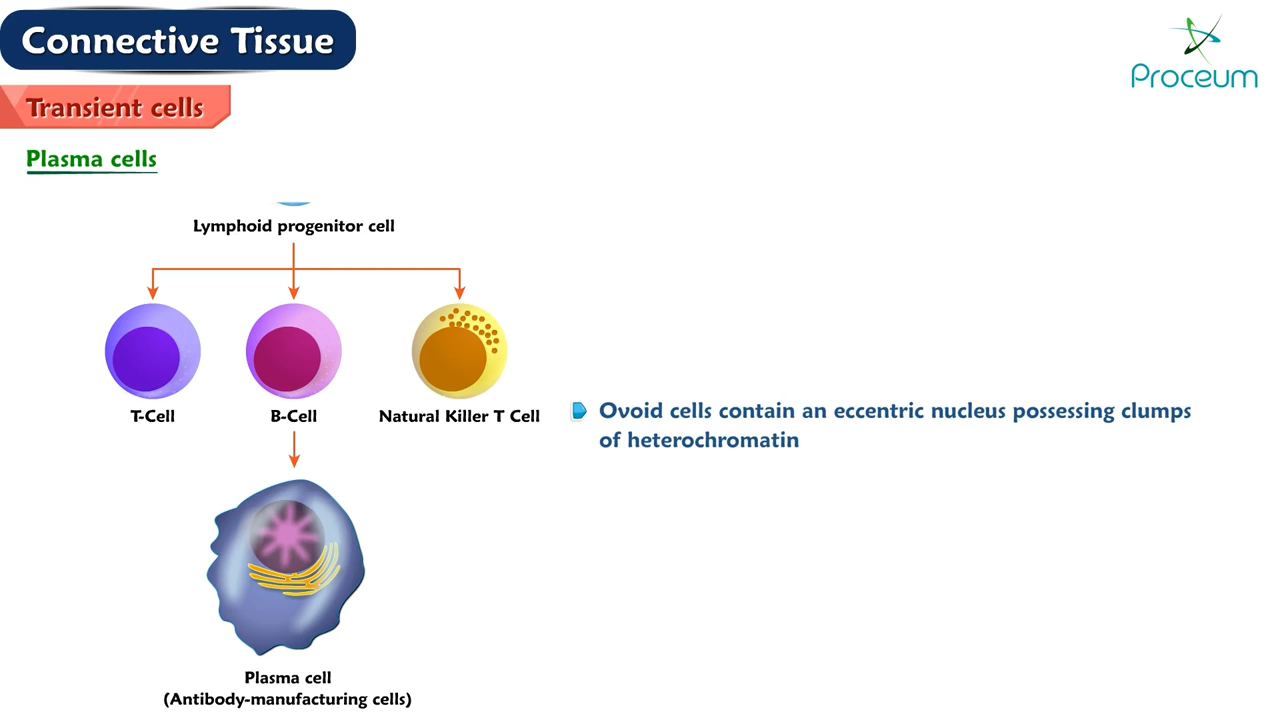 Connective Tissue
Proceum
Transient cells
Plasma cells
Lymphoid progenitor cell
T-Cell
B-Cell
Natural Killer T Cell
Ovoid cells contain an eccentric nucleus possessing clumps
of heterochromatin
Plasma cell
(Antibody-manufacturing cells)